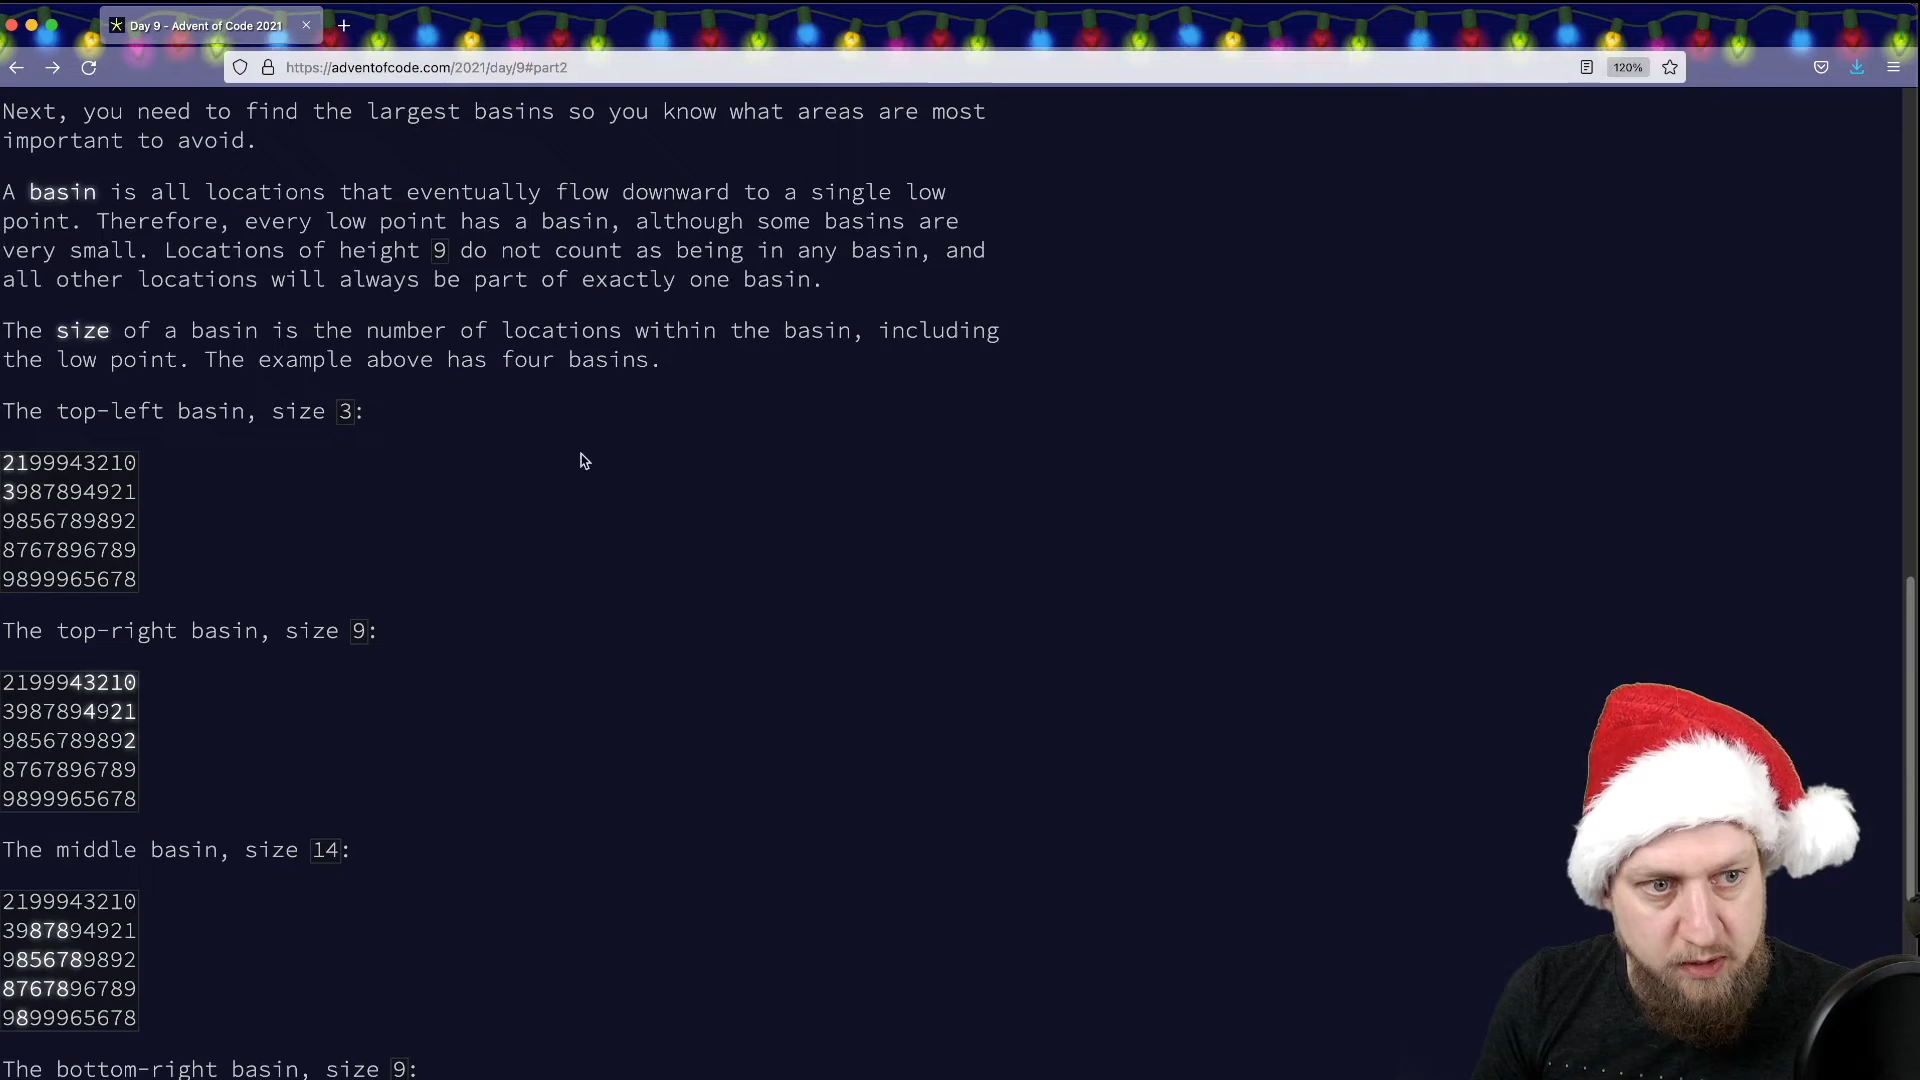 Day 9 - Advent of Code 2021
https://adventofcode.com/2021/day/9#part2
120%
Next, you need to find the largest basins so you know what areas are most
important to avoid.
A basin is all locations that eventually flow downward to a single low
point. Therefore, every low point has a basin, although some basins are
very small. Locations of height 9 do not count as being in any basin, and
all other locations will always be part of exactly one basin.
The size of a basin is the number of locations within the basin, including
the low point. The example above has four basins.
The top-left basin, size 3:
2199943210
3987894921
9856789892
8767896789
9899965678
The top-right basin, size 9:
2199943210
3987894921
9856789892
8767896789
9899965678
The middle basin, size 14:
2199943210
3987894921
9856789892
8767896789
9899965678
The bottom-right basin, size 9: